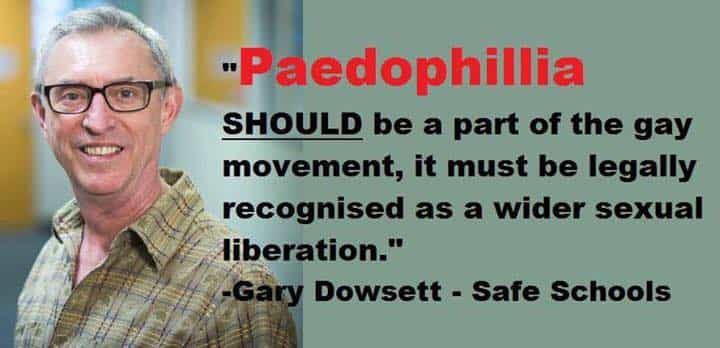 "Paedophillia
SHOULD be a part of the gay
movement, it must be legally
recognised as a wider sexual
liberation."
-Gary Dowsett - Safe Schools